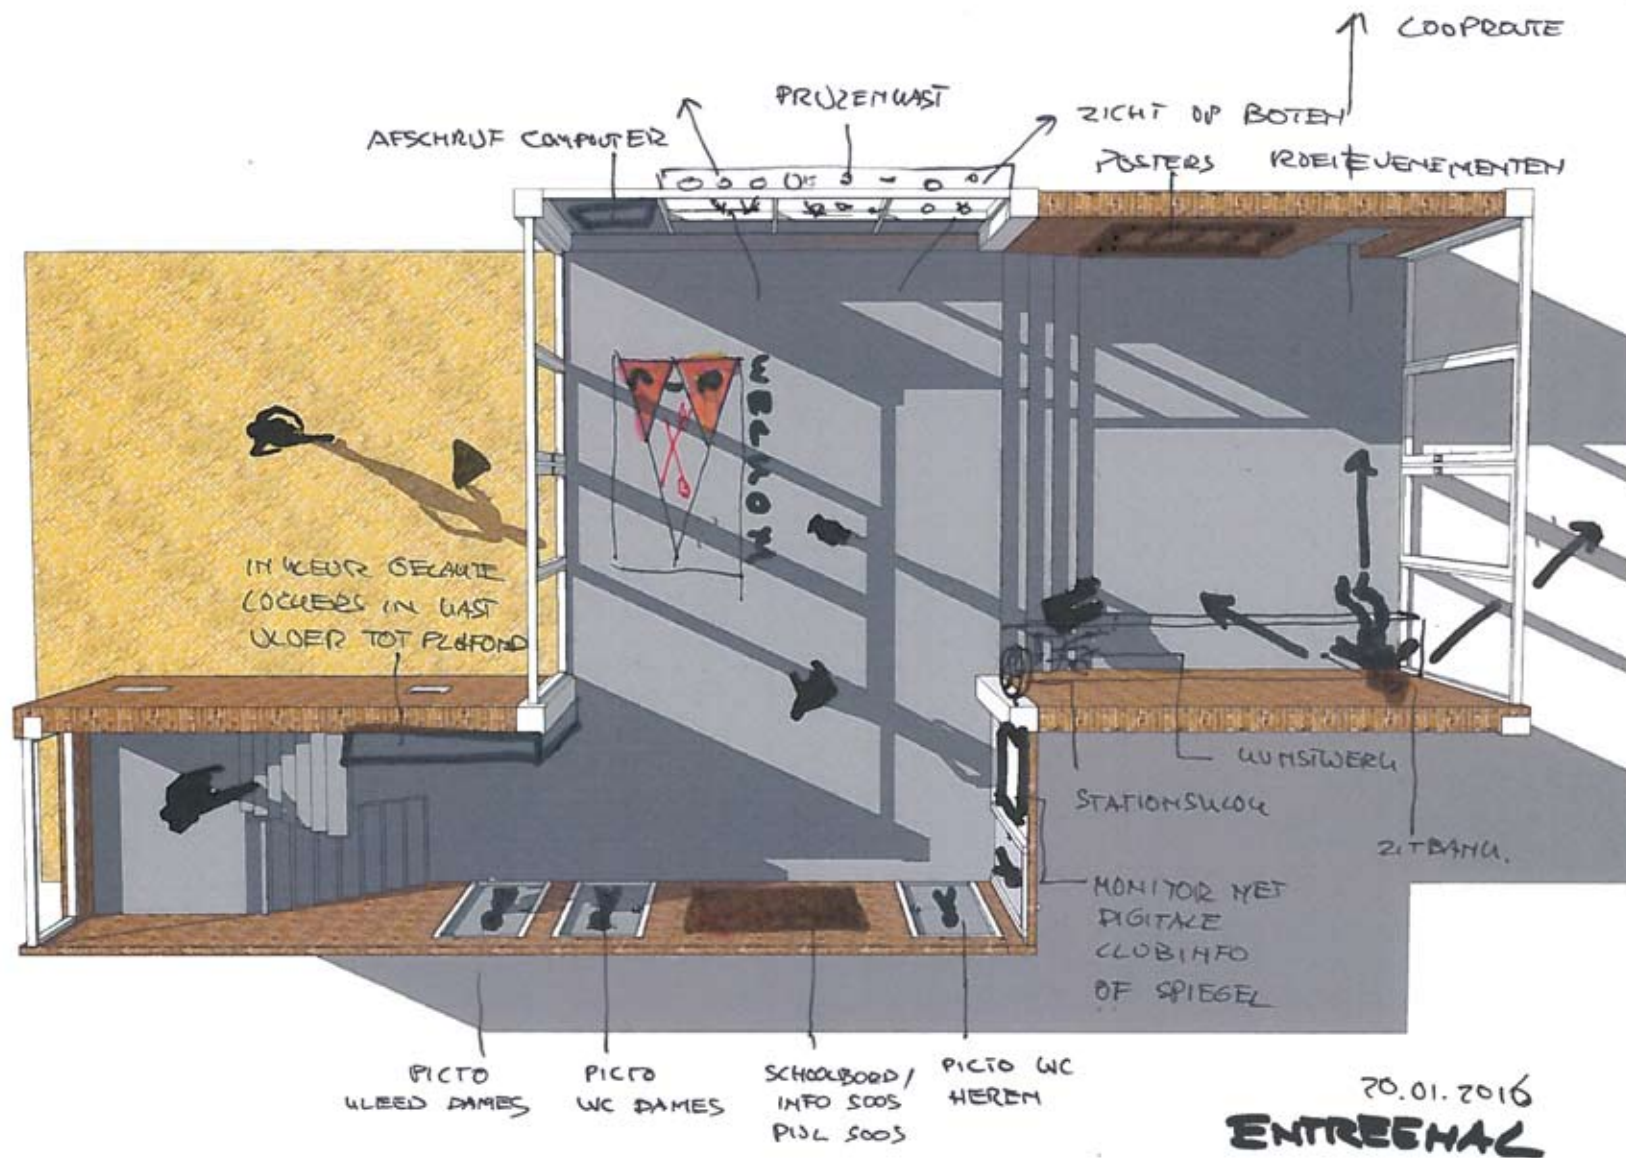 LOOPROUTE
PRIJZENKAST
ZICHT OP BOTEN
AFSCHRIJF COMPUTER
POSTERS ROEIEVENEMENTEN
WELKOM
IN KLEUR GELAKTE
LOCKERS IN KAST
VLOER TOT PLAFOND
KUNSTWERK
STATIONSKLOK
ZITBANK.
MONITOR MET
DIGITALE
CLUBINFO
OF SPIEGEL
PICTO
KLEED DAMES
PICTO
WC DAMES
SCHOOLBORD/
INFO SOOS
PIJL SOOS
PICTO WC
HEREN
20.01.2016
ENTREEHAL